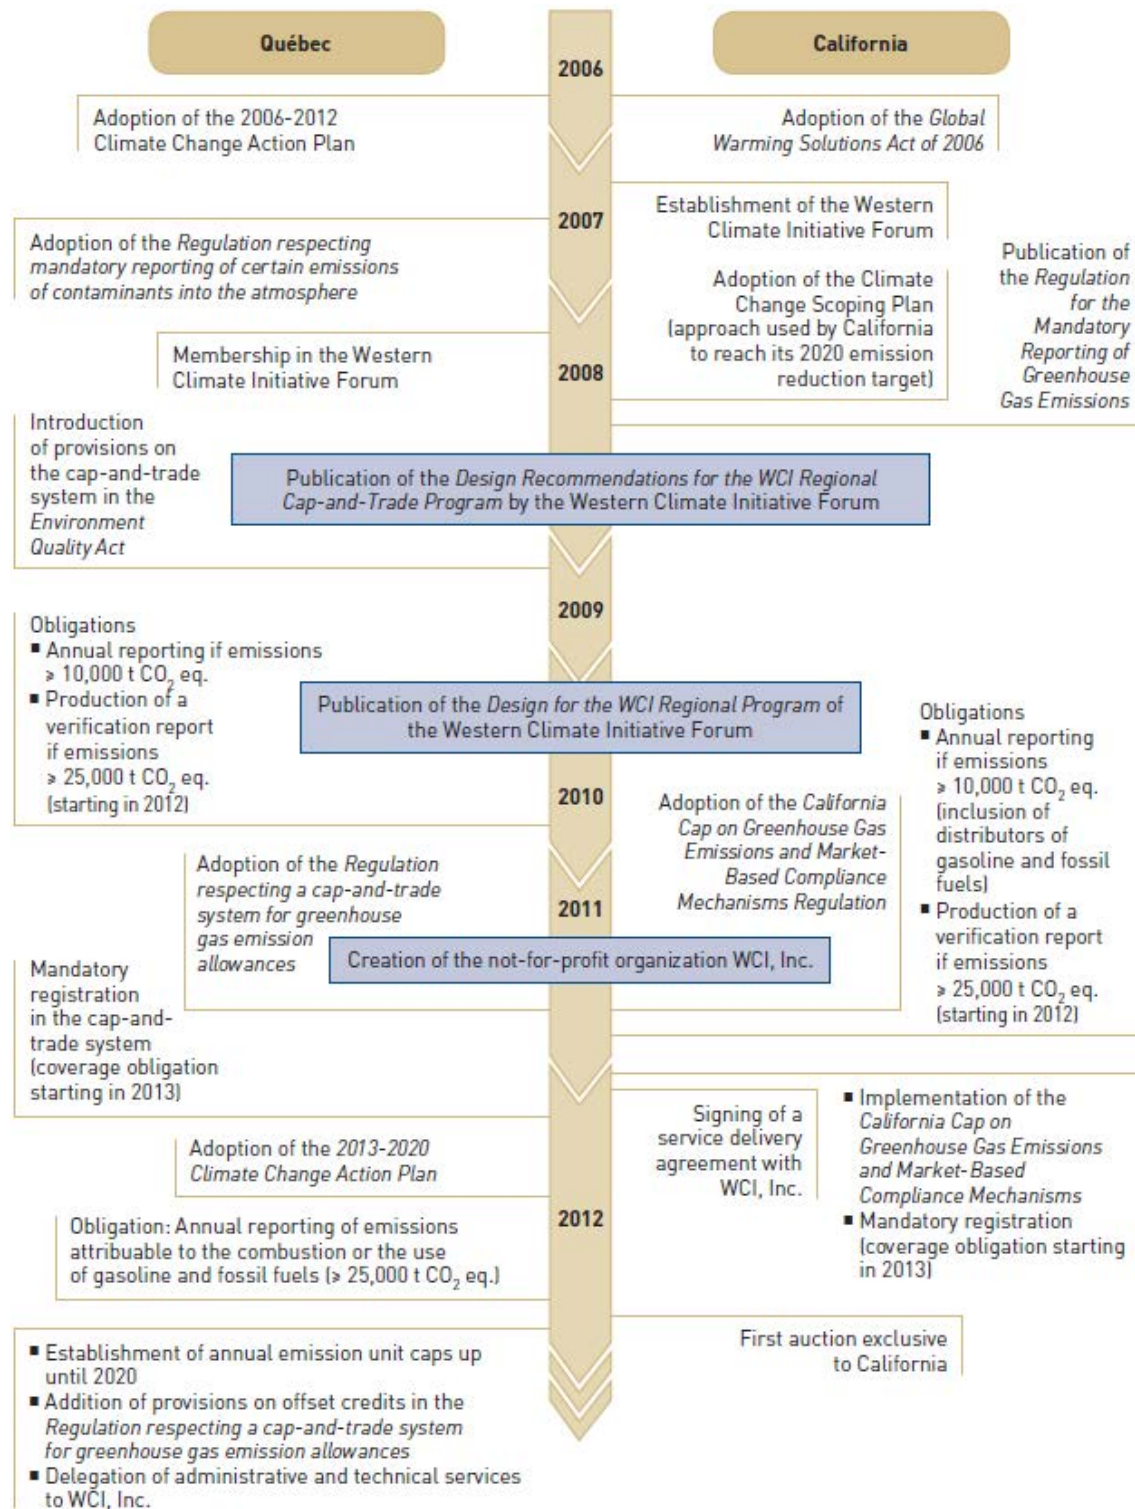 Québec
California
2006
Adoption of the 2006-2012
Climate Change Action Plan
Adoption of the Global
Warming Solutions Act of 2006
2007
Establishment of the Western
Climate Initiative Forum
Adoption of the Regulation respecting
mandatory reporting of certain emissions
of contaminants into the atmosphere
Adoption of the Climate
Change Scoping Plan
(approach used by California
to reach its 2020 emission
reduction target)
Publication of
the Regulation
for the
Mandatory
Reporting of
Greenhouse
Gas Emissions
Membership in the Western
Climate Initiative Forum
2008
Introduction
of provisions on
the cap-and-trade
system in the
Environment
Quality Act
Publication of the Design Recommendations for the WCI Regional
Cap-and-Trade Program by the Western Climate Initiative Forum
2009
Obligations
■ Annual reporting if emissions
⩾ 10,000 t CO₂ eq.
■ Production of a
verification report
if emissions
⩾ 25,000 t CO₂ eq.
(starting in 2012)
Publication of the Design for the WCI Regional Program of
the Western Climate Initiative Forum
Obligations
■ Annual reporting
if emissions
⩾ 10,000 t CO₂ eq.
(inclusion of
distributors of
gasoline and fossil
fuels)
■ Production of a
verification report
if emissions
⩾ 25,000 t CO₂ eq.
(starting in 2012)
2010
Adoption of the California
Cap on Greenhouse Gas
Emissions and Market-
Based Compliance
Mechanisms Regulation
Adoption of the Regulation
respecting a cap-and-trade
system for greenhouse
gas emission
allowances
2011
Creation of the not-for-profit organization WCI, Inc.
Mandatory
registration
in the cap-and-
trade system
(coverage obligation
starting in 2013)
Signing of a
service delivery
agreement with
WCI, Inc.
■ Implementation of the
California Cap on
Greenhouse Gas Emissions
and Market-Based
Compliance Mechanisms
■ Mandatory registration
(coverage obligation starting
in 2013)
Adoption of the 2013-2020
Climate Change Action Plan
2012
Obligation: Annual reporting of emissions
attributable to the combustion or the use
of gasoline and fossil fuels (⩾ 25,000 t CO₂ eq.)
First auction exclusive
to California
■ Establishment of annual emission unit caps up
until 2020
■ Addition of provisions on offset credits in the
Regulation respecting a cap-and-trade system
for greenhouse gas emission allowances
■ Delegation of administrative and technical services
to WCI, Inc.